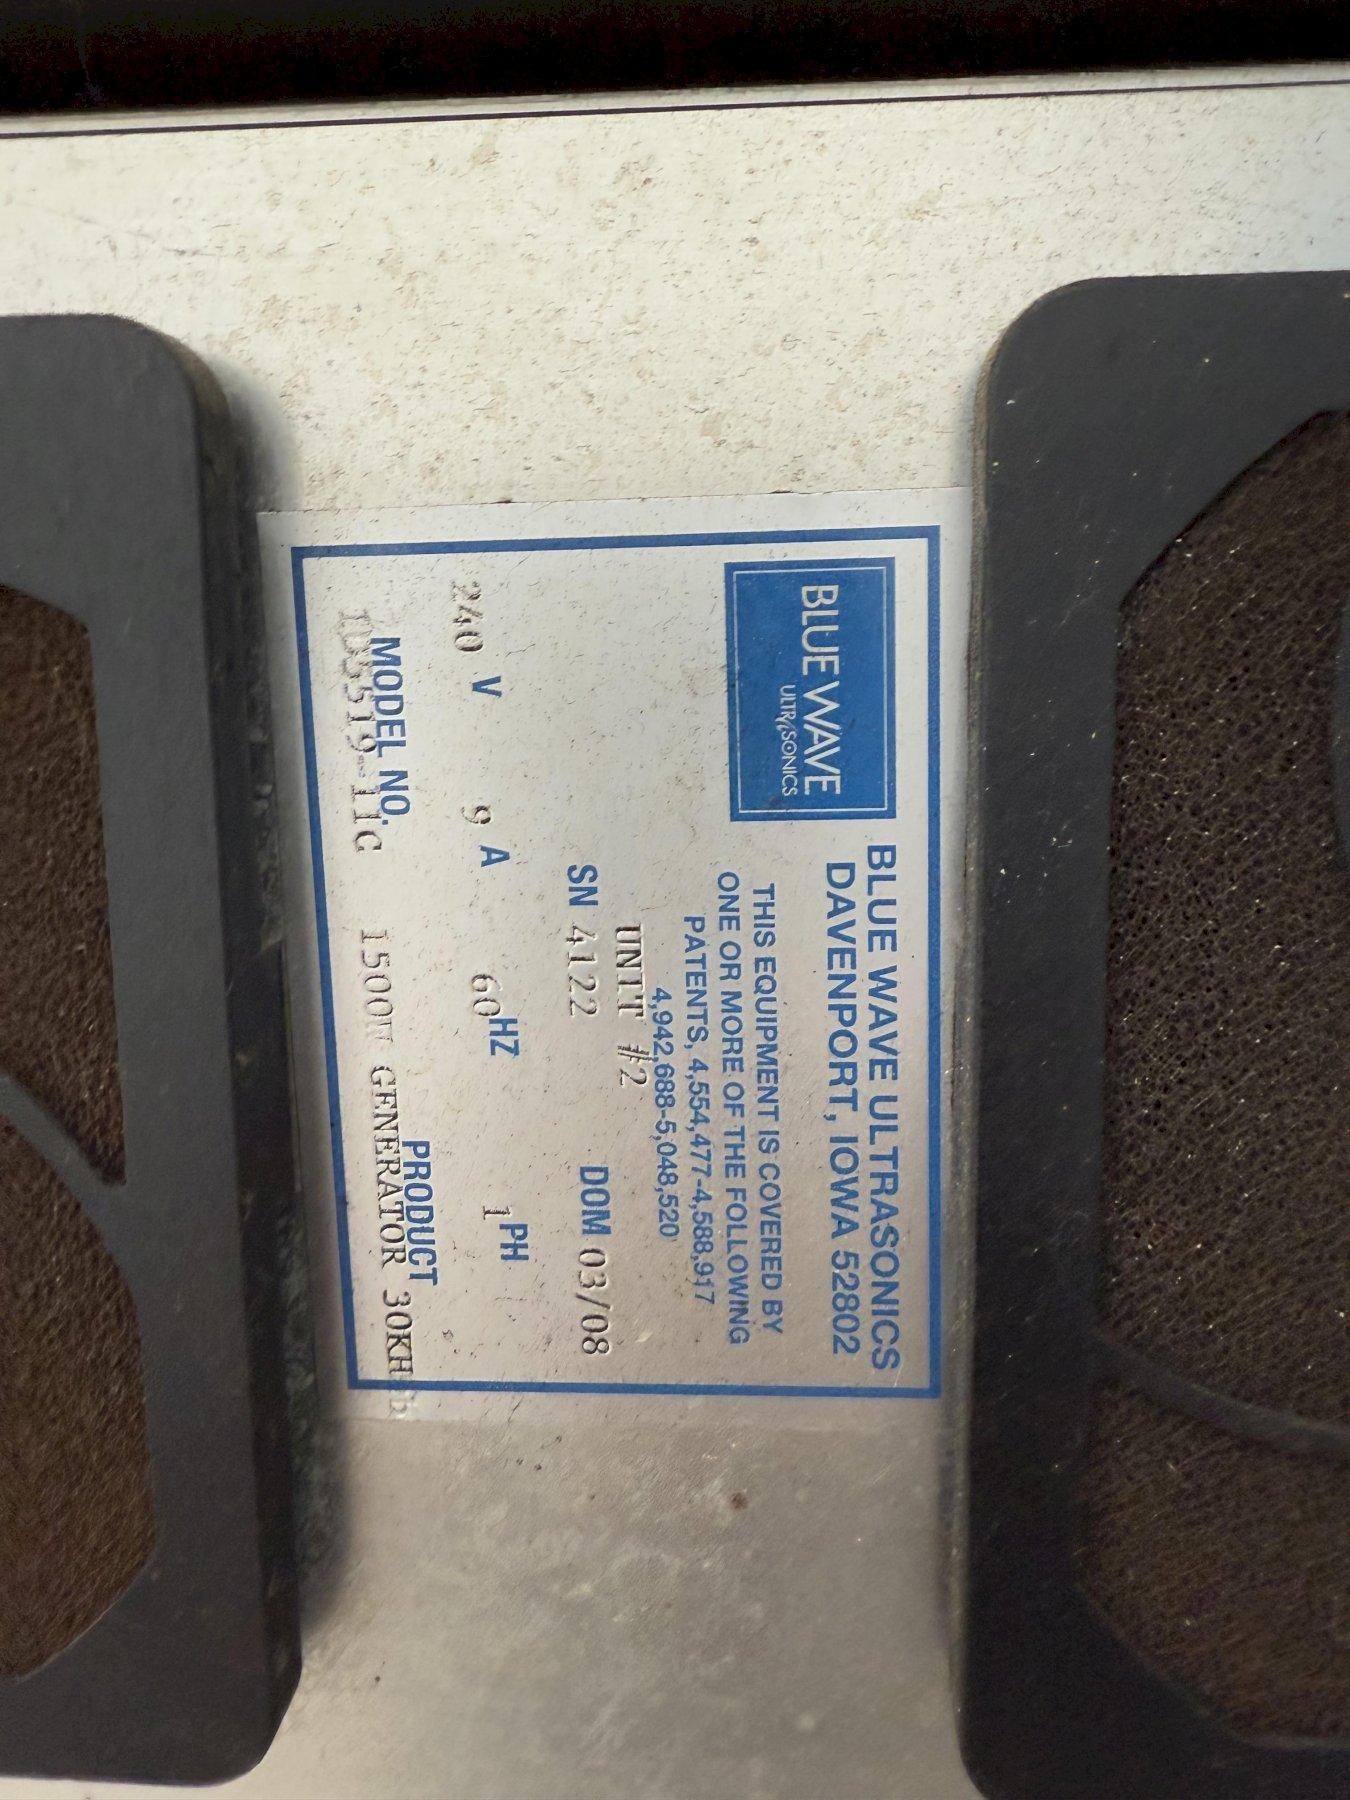 BLUE WAVE
ULTRASONICS
BLUE WAVE ULTRASONICS
DAVENPORT, IOWA 52802
THIS EQUIPMENT IS COVERED BY
ONE OR MORE OF THE FOLLOWING
PATENTS, 4,554,477-4,588,917
4,942,688-5,048,520
UNIT #2
SN 4122 DOM 03/08
240 V 9 A 60 HZ 1 PH
MODEL NO. PRODUCT
1500W GENERATOR